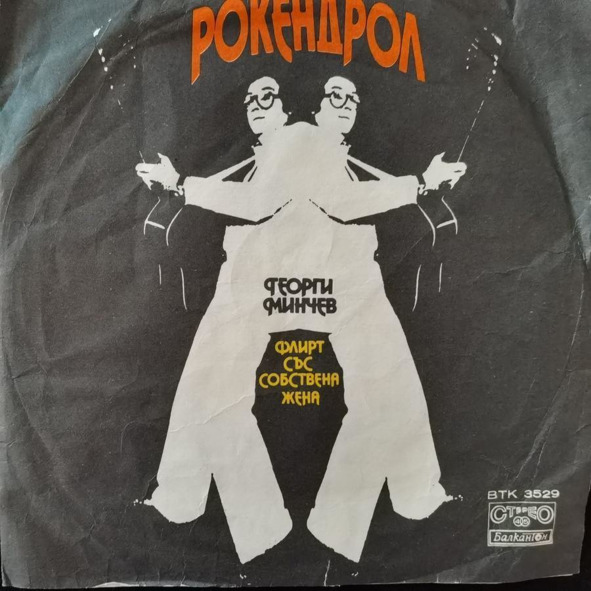 РОКЕНДРОЛ
ГЕОРГИ
МИНЧЕВ
ФЛИРТ
СЪС
СОБСТВЕНА
ЖЕНА
ВТК 3529
СТЕРЕО
Балкантон